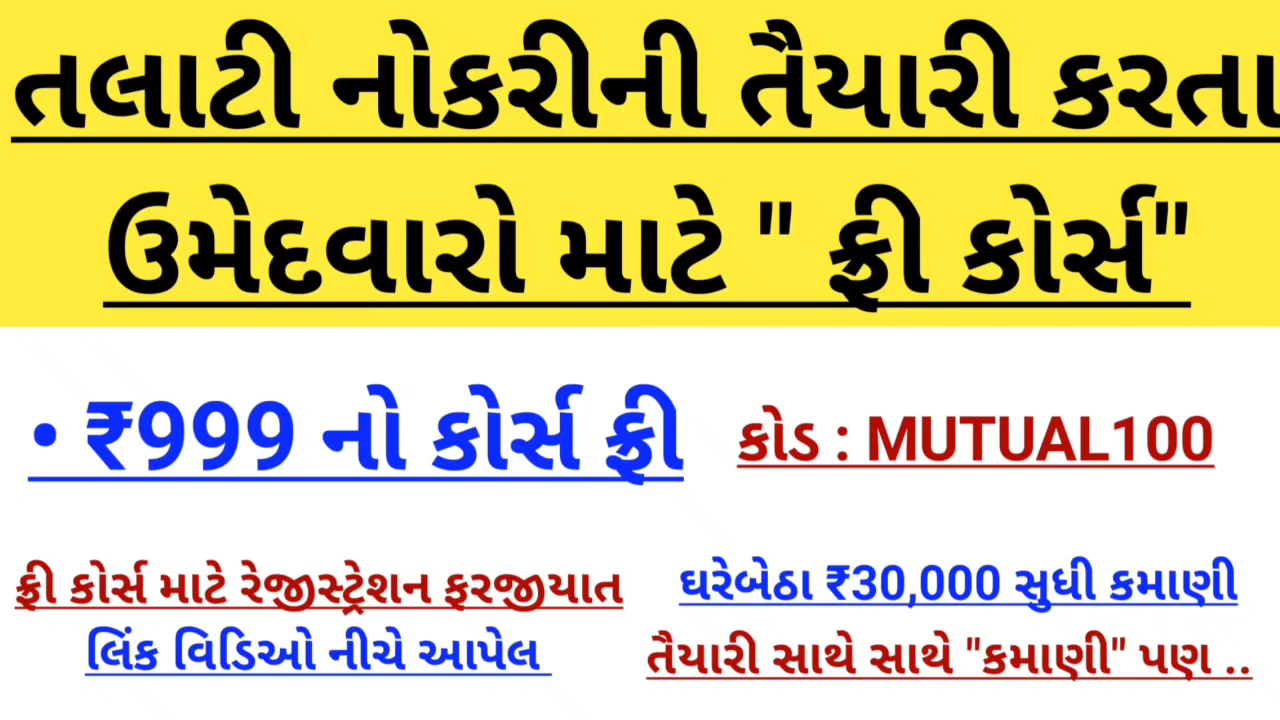 તલાટી નોકરીની તૈયારી કરતા
ઉમેદવારો માટે " ફ્રી કોર્સ"
• ₹999 નો કોર્સ ફ્રી
કોડ : MUTUAL100
ફ્રી કોર્સ માટે રેજીસ્ટ્રેશન ફરજીયાત
લિંક વિડિઓ નીચે આપેલ
ઘરેબેઠા ₹30,000 સુધી કમાણી
તૈયારી સાથે સાથે "કમાણી" પણ ..